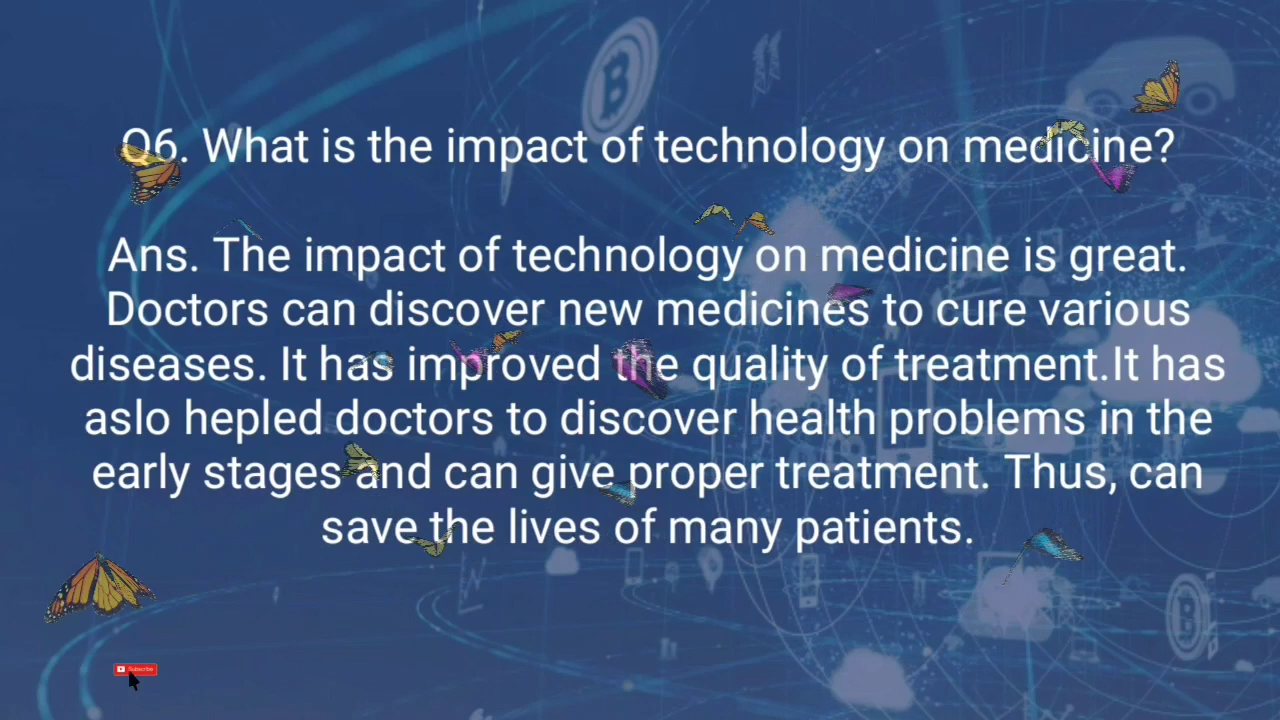 Q6. What is the impact of technology on medicine?
Ans. The impact of technology on medicine is great.
Doctors can discover new medicines to cure various
diseases. It has improved the quality of treatment.It has
aslo hepled doctors to discover health problems in the
early stages and can give proper treatment. Thus, can
save the lives of many patients.
Subscribe